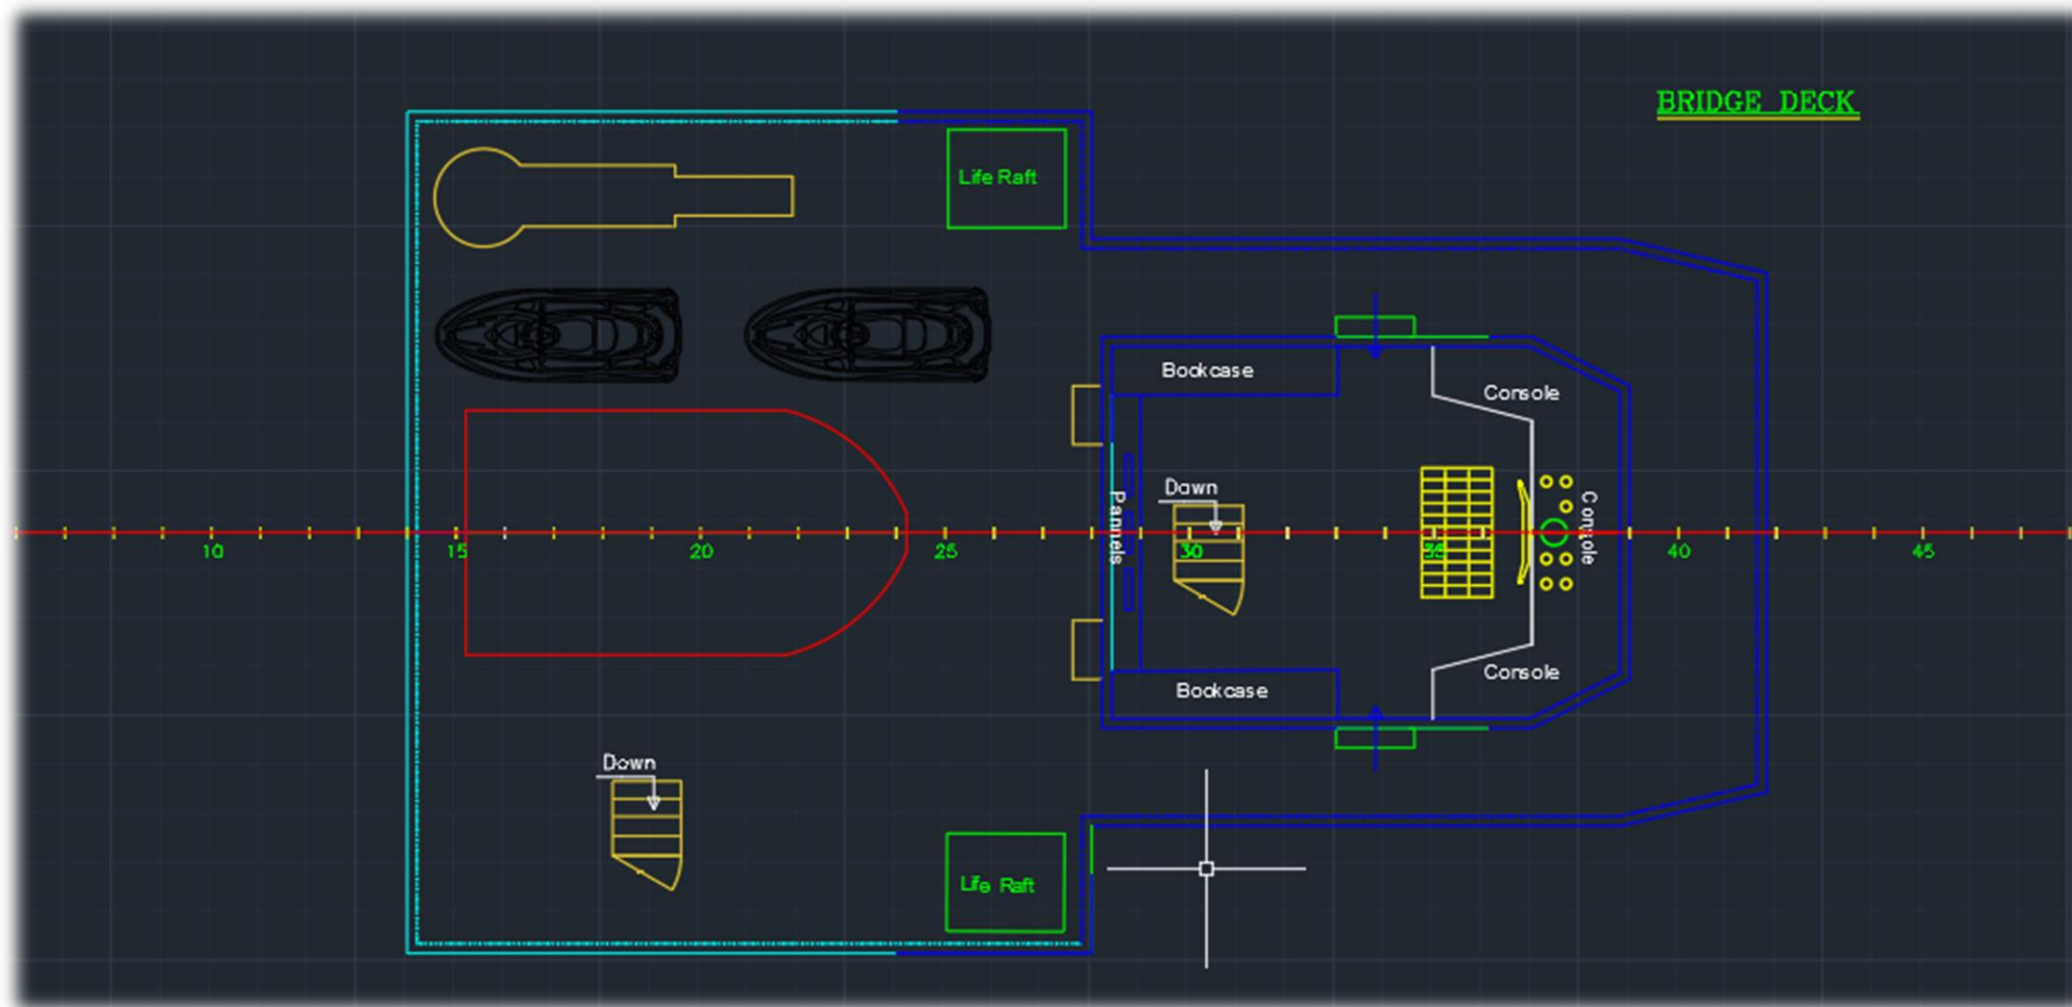 BRIDGE DECK
Life Raft
Bookcase
Console
Down
Pannels
Console
10
15
20
25
30
35
40
45
Console
Bookcase
Down
Life Raft